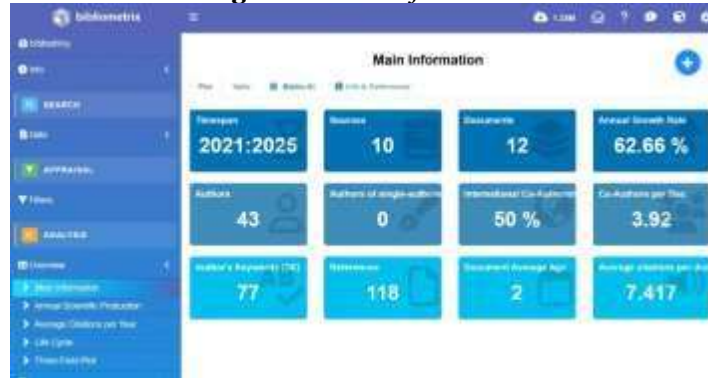 bibliometrix
Main Information
SEARCH
Data
APPRAISAL
Filters
ANALYSIS
Overview
Main Information
Annual Scientific Production
Average Citations per Year
Life Cycle
Three-Field Plot
Timespan
2021:2025
Sources
10
Documents
12
Annual Growth Rate
62.66 %
Authors
43
Authors of single-authored
0
International Co-Authorship
50 %
Co-Authors per Doc
3.92
Author's Keywords (DE)
77
References
118
Document Average Age
2
Average citations per doc
7.417